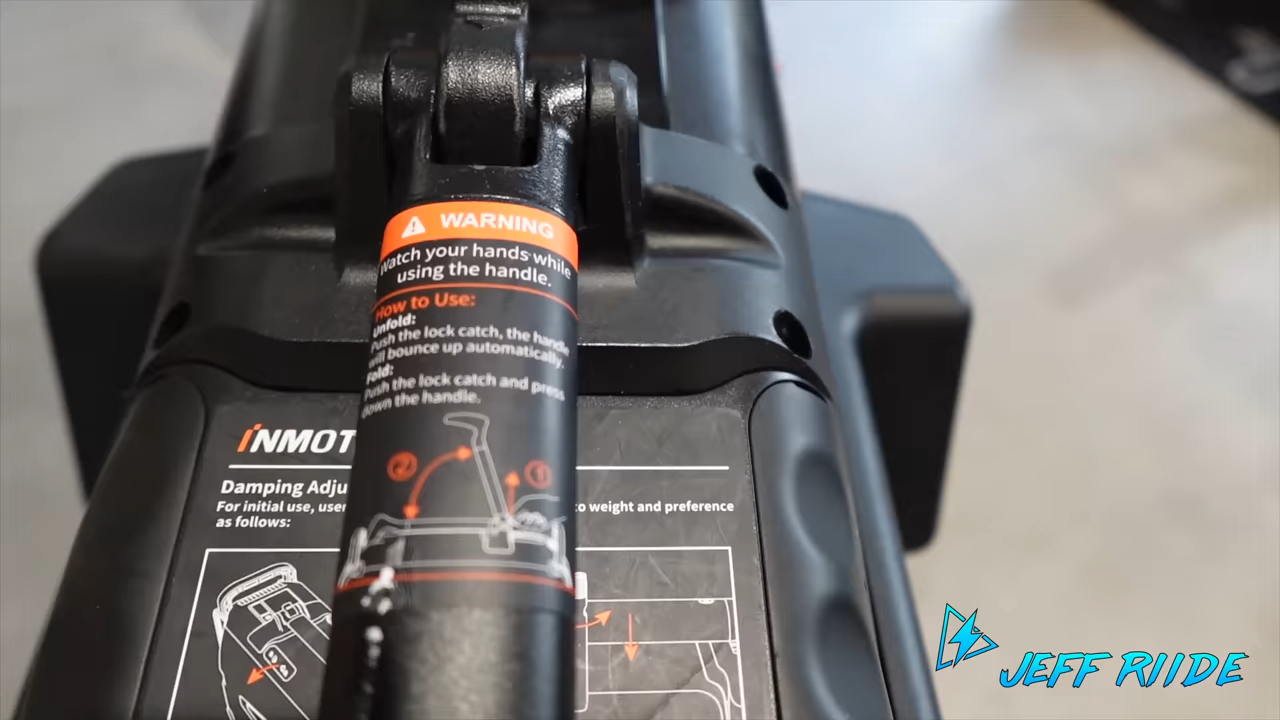 WARNING
Watch your hands while
using the handle.
How to Use:
Unfold:
Push the lock catch, the handle
will bounce up automatically.
Fold:
Push the lock catch and press
down the handle.
② ①
INMOT
Damping Adju
For initial use, user to weight and preference
as follows:
JEFF RIIDE